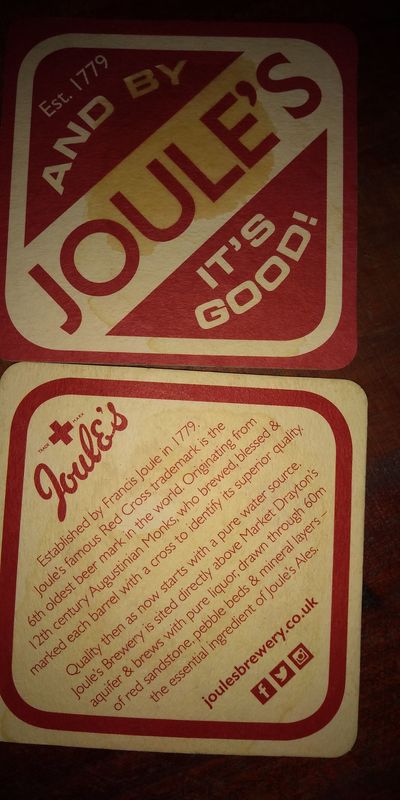 Est. 1779
AND BY
JOULE'S
IT'S
GOOD!
TRADE MARK
Joule's
Established by Francis Joule in 1779.
Joule's famous Red Cross trademark is the
6th oldest beer mark in the world. Originating from
12th century Augustinian Monks, who brewed, blessed &
marked each barrel with a cross to identify its superior quality.
Quality then as now starts with a pure water source.
Joule's Brewery is sited directly above Market Drayton's
aquifer & brews with pure liquor, drawn through 60m
of red sandstone, pebble beds & mineral layers _
the essential ingredient of Joule's Ales.
joulesbrewery.co.uk